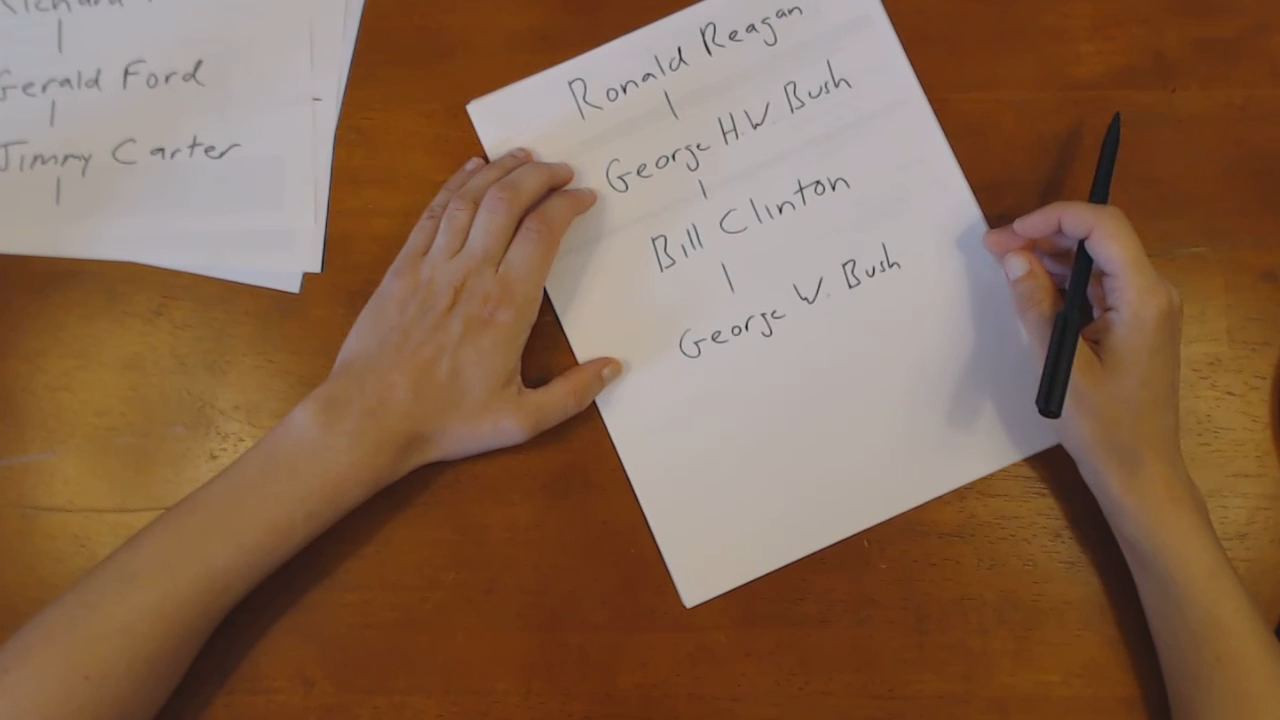 Gerald Ford
Jimmy Carter
Ronald Reagan
George H.W. Bush
Bill Clinton
George W. Bush